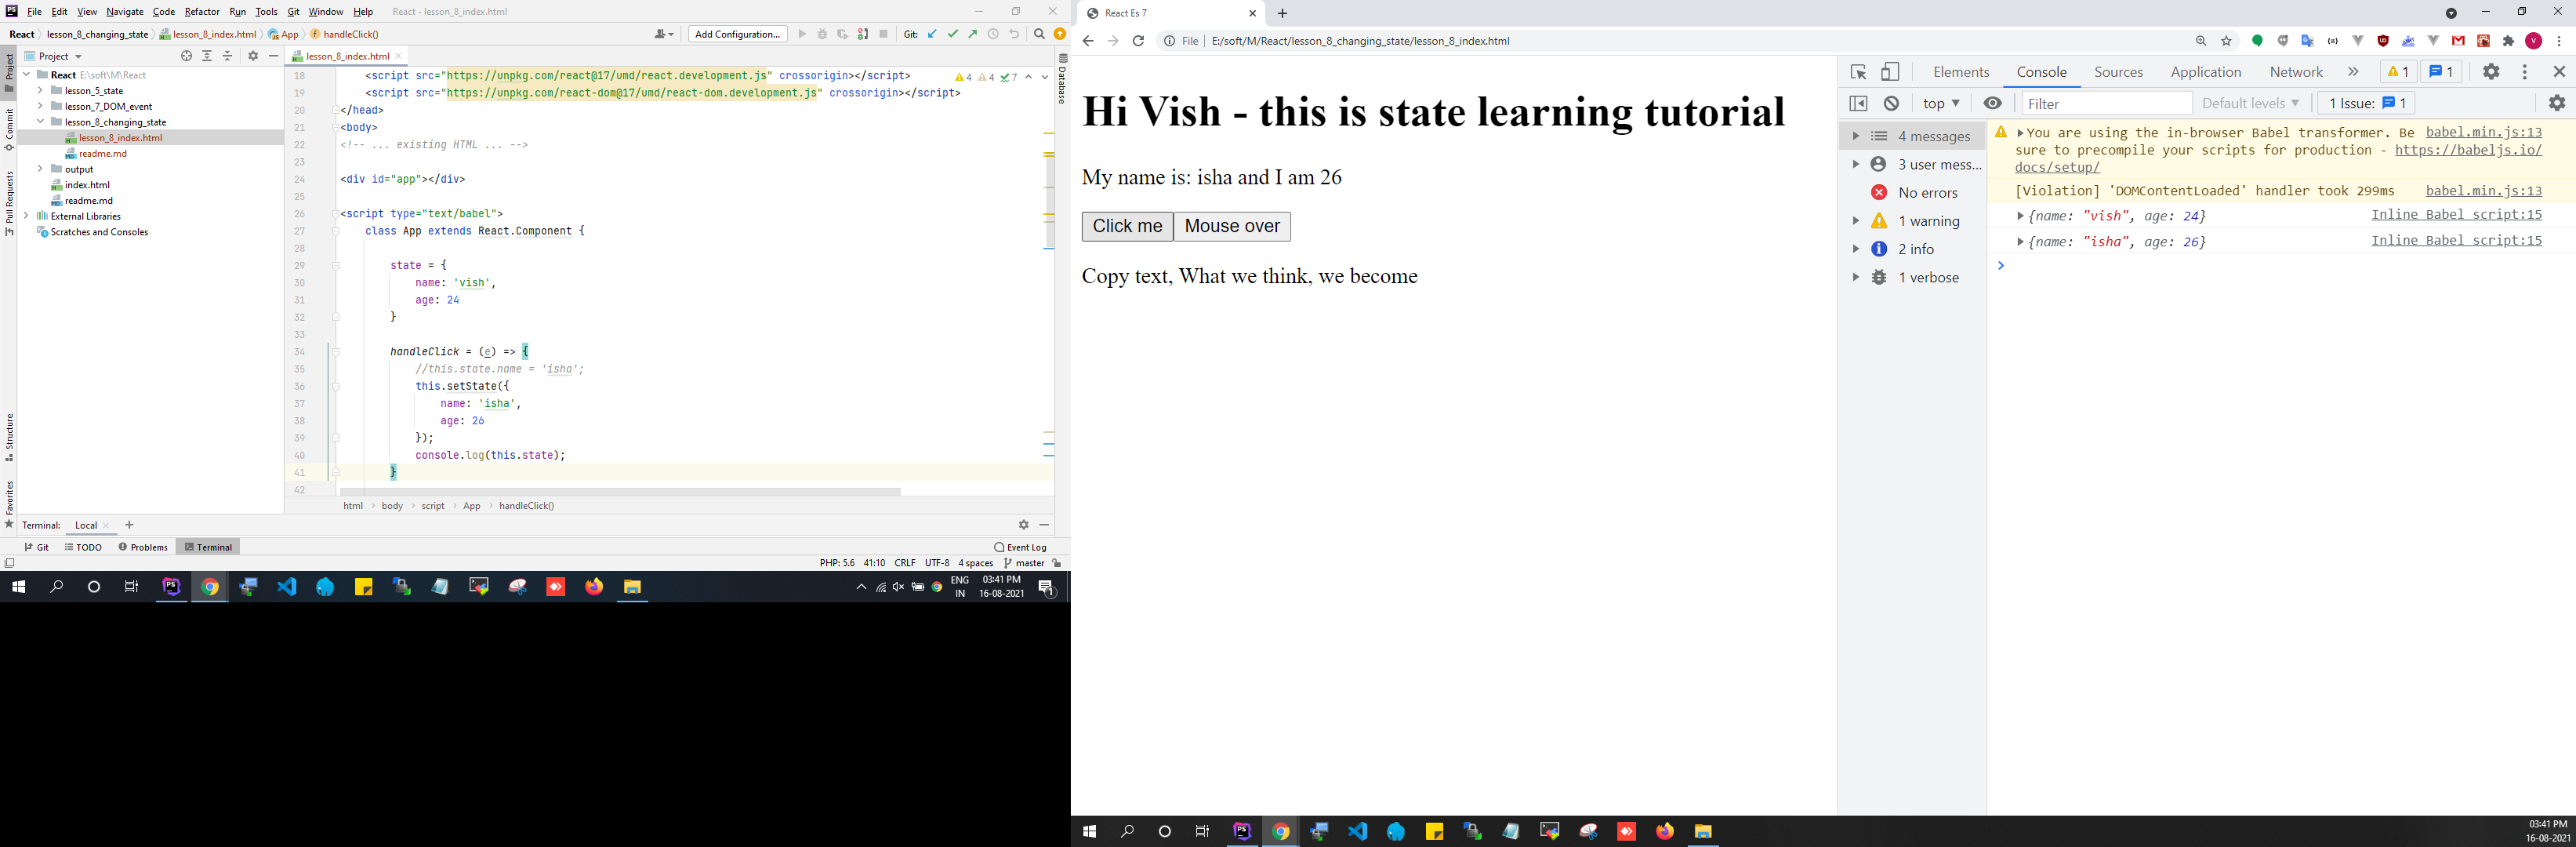 File Edit View Navigate Code Refactor Run Tools Git Window Help React - lesson_8_index.html
React lesson_8_changing_state lesson_8_index.html App handleClick() Add Configuration... Git:
Project lesson_8_index.html
React E:\soft\M\React
lesson_5_state
lesson_7_DOM_event
lesson_8_changing_state
lesson_8_index.html
readme.md
output
index.html
readme.md
External Libraries
Scratches and Consoles
Project
Commit
Pull Requests
Structure
Favorites
Database
4 4 7
18 <script src="https://unpkg.com/react@17/umd/react.development.js" crossorigin></script>
19 <script src="https://unpkg.com/react-dom@17/umd/react-dom.development.js" crossorigin></script>
20 </head>
21 <body>
22 <!-- ... existing HTML ... -->
23
24 <div id="app"></div>
25
26 <script type="text/babel">
27 class App extends React.Component {
28
29 state = {
30 name: 'vish',
31 age: 24
32 }
33
34 handleClick = (e) => {
35 //this.state.name = 'isha';
36 this.setState({
37 name: 'isha',
38 age: 26
39 });
40 console.log(this.state);
41 }
42
html body script App handleClick()
Terminal: Local
Git TODO Problems Terminal Event Log
PHP: 5.6 41:10 CRLF UTF-8 4 spaces master
ENG
IN
03:41 PM
16-08-2021
1
React Es 7
File E:/soft/M/React/lesson_8_changing_state/lesson_8_index.html
Hi Vish - this is state learning tutorial
My name is: isha and I am 26
Click me Mouse over
Copy text, What we think, we become
Elements Console Sources Application Network 1 1
top Filter Default levels 1 Issue: 1
4 messages
3 user mess...
No errors
1 warning
2 info
1 verbose
You are using the in-browser Babel transformer. Be babel.min.js:13
sure to precompile your scripts for production - https://babeljs.io/
docs/setup/
[Violation] 'DOMContentLoaded' handler took 299ms babel.min.js:13
{name: "vish", age: 24} Inline Babel script:15
{name: "isha", age: 26} Inline Babel script:15
03:41 PM
16-08-2021